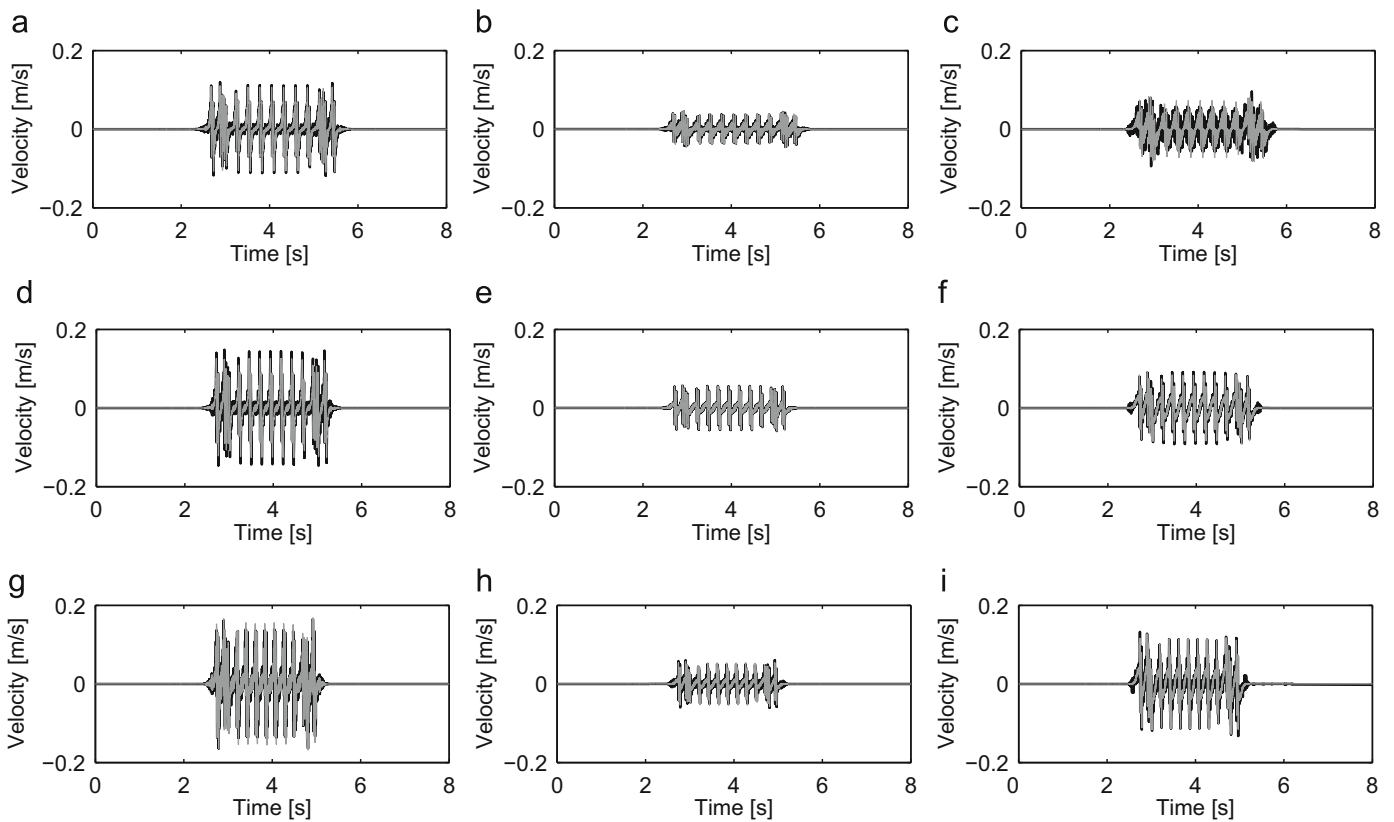 a b c
0.2 0.2 0.2
Velocity [m/s] Velocity [m/s] Velocity [m/s]
0 0 0
−0.2 −0.2 −0.2
0 2 4 6 8 0 2 4 6 8 0 2 4 6 8
Time [s] Time [s] Time [s]
d e f
0.2 0.2 0.2
Velocity [m/s] Velocity [m/s] Velocity [m/s]
0 0 0
−0.2 −0.2 −0.2
0 2 4 6 8 0 2 4 6 8 0 2 4 6 8
Time [s] Time [s] Time [s]
g h i
0.2 0.2 0.2
Velocity [m/s] Velocity [m/s] Velocity [m/s]
0 0 0
−0.2 −0.2 −0.2
0 2 4 6 8 0 2 4 6 8 0 2 4 6 8
Time [s] Time [s] Time [s]